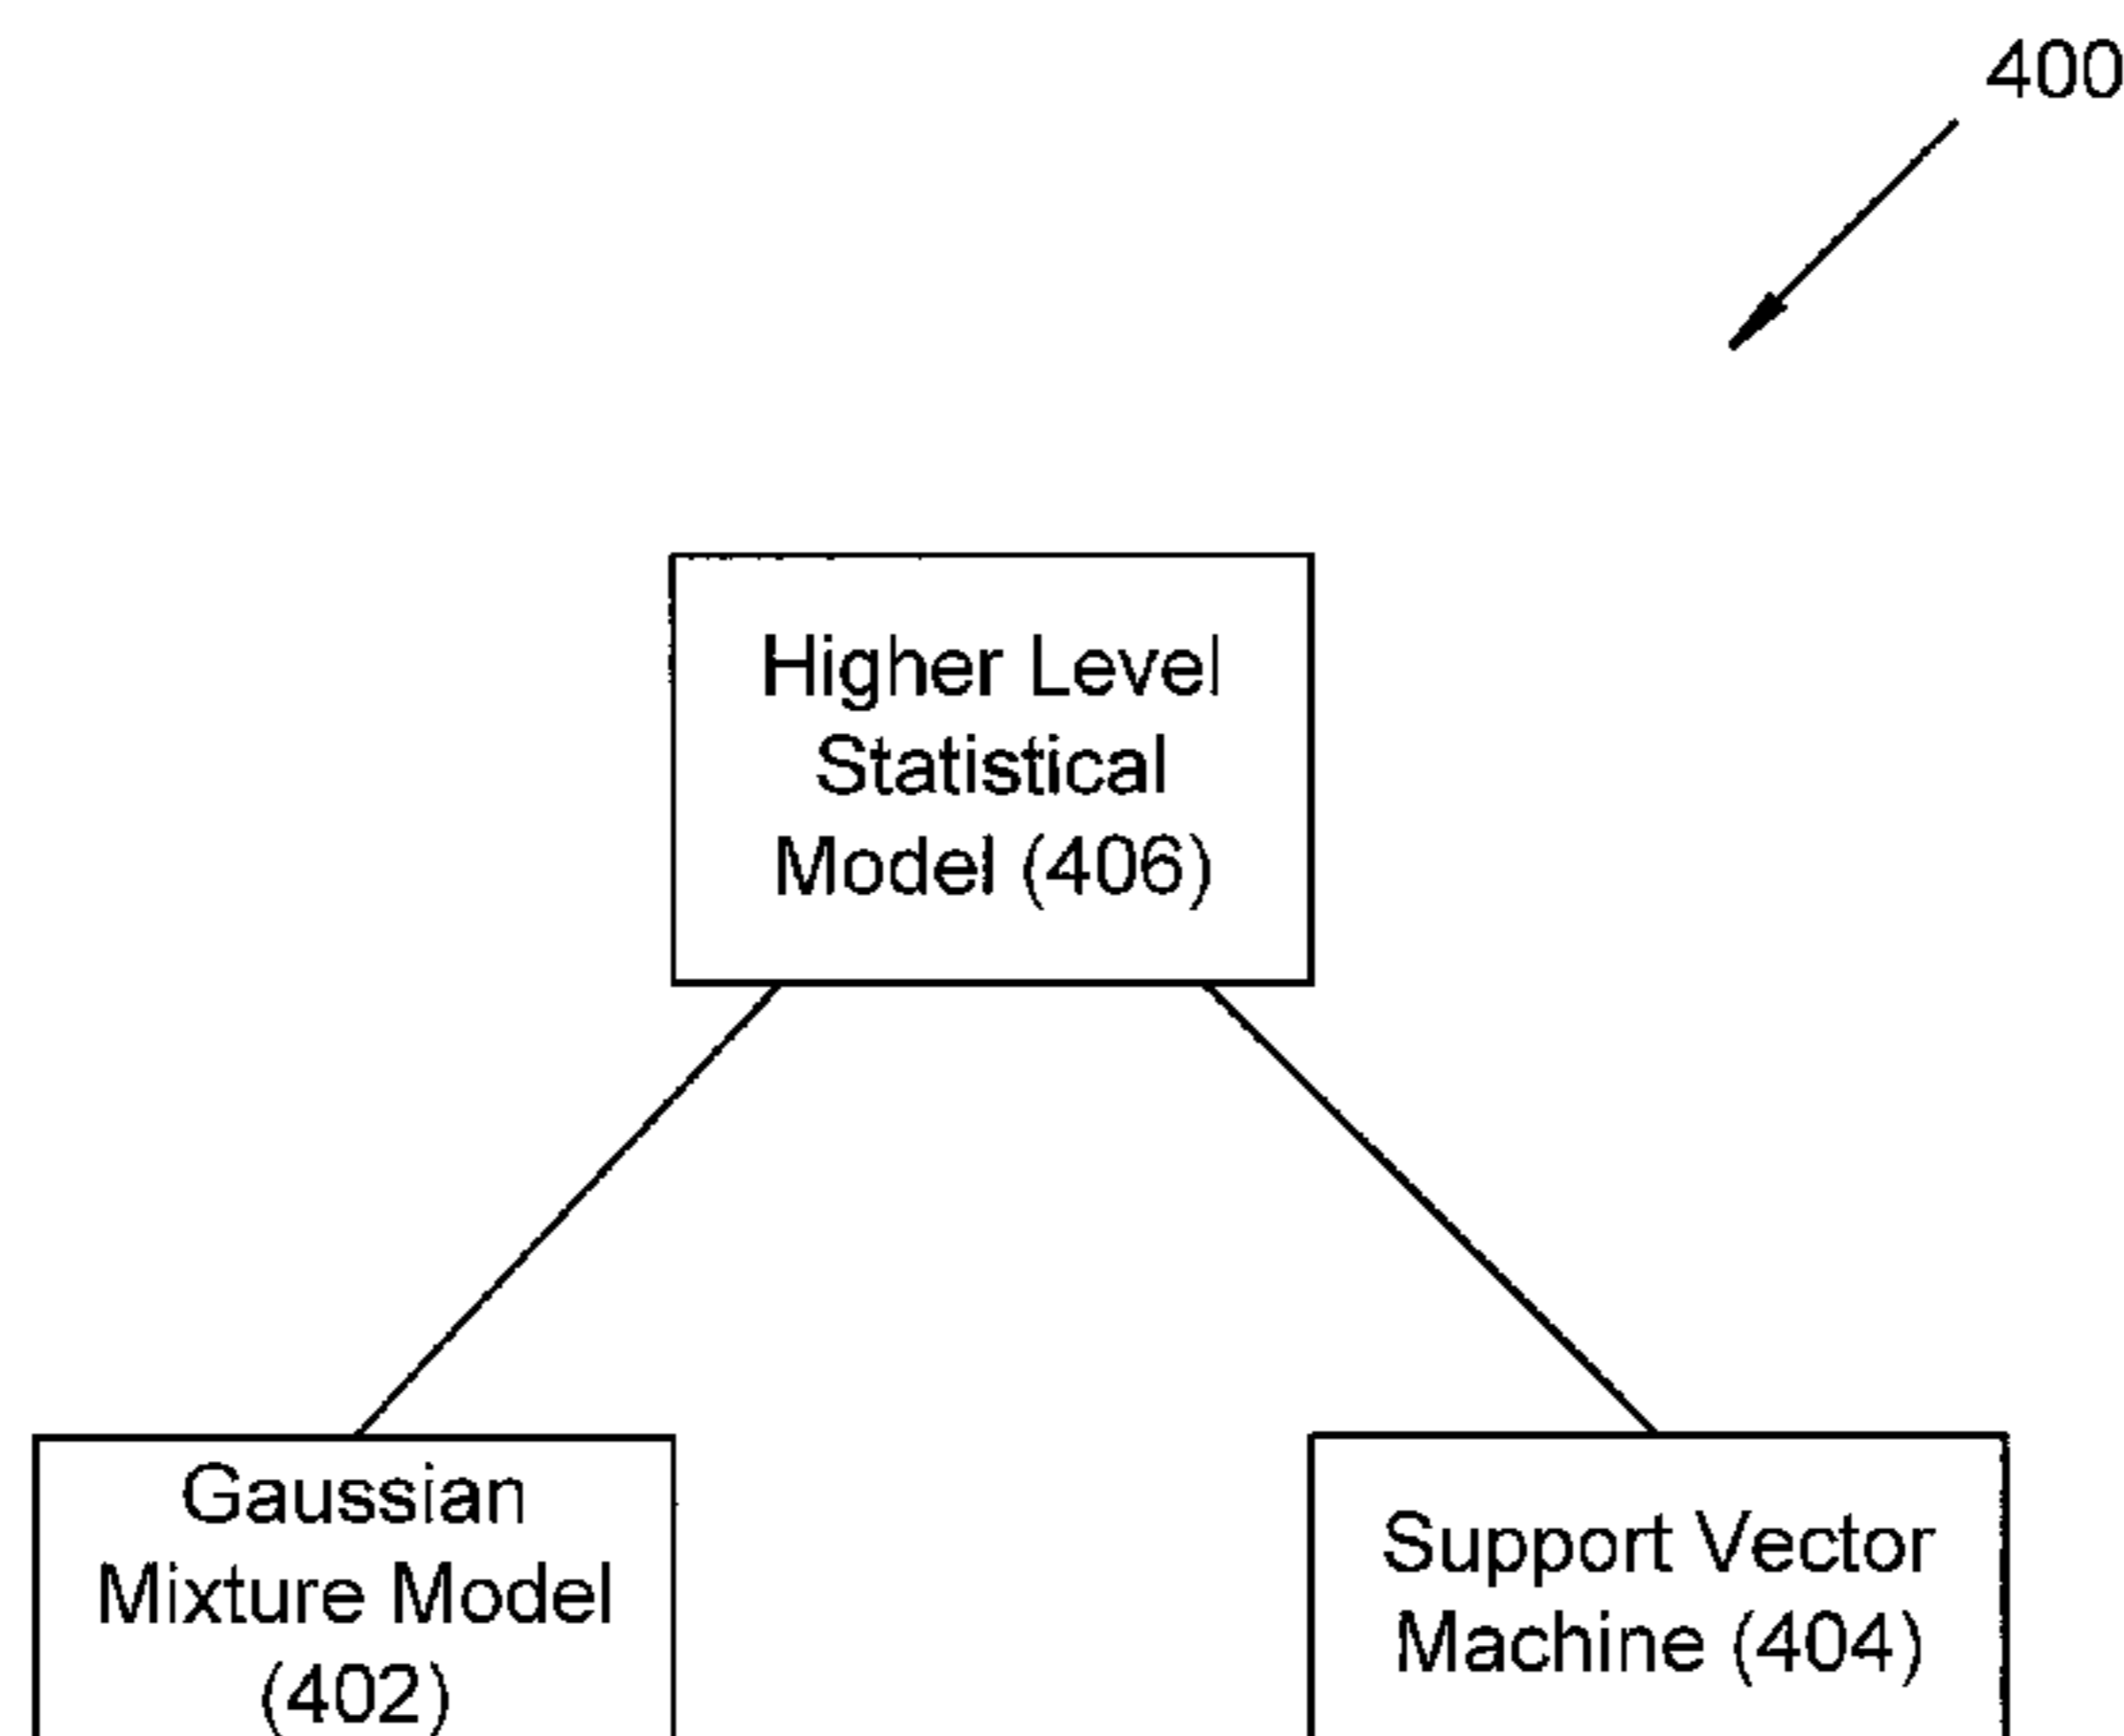 400
Higher Level
Statistical
Model (406)
Gaussian
Mixture Model
(402)
Support Vector
Machine (404)